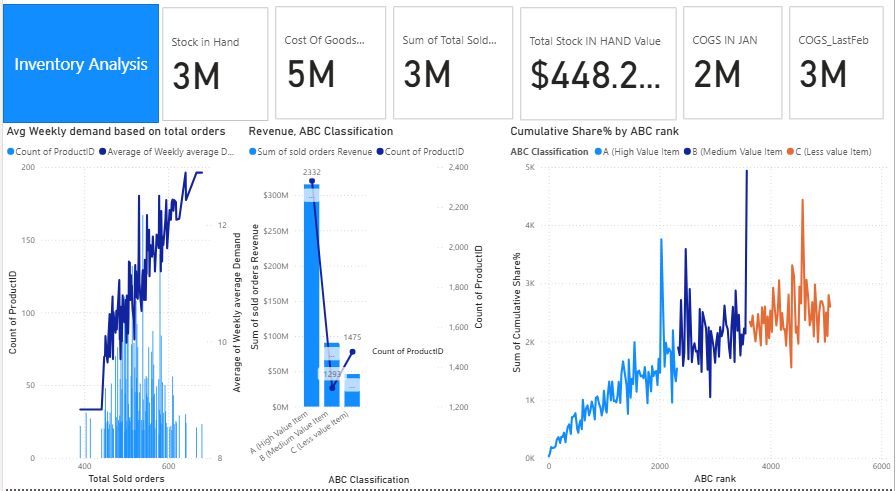 Inventory Analysis
Stock in Hand
3M
Cost Of Goods...
5M
Sum of Total Sold...
3M
Total Stock IN HAND Value
$448.2...
COGS IN JAN
2M
COGS_LastFeb
3M
Avg Weekly demand based on total orders
Count of ProductID Average of Weekly average D...
200
150
100
50
0
Count of ProductID
12
10
8
Average of Weekly average Demand
400 600
Total Sold orders
Revenue, ABC Classification
Sum of sold orders Revenue Count of ProductID
$300M
$250M
$200M
$150M
$100M
$50M
$0M
Sum of sold orders Revenue
2332
...
1293
...
1475
...
Count of ProductID
2,400
2,200
2,000
1,800
1,600
1,400
1,200
Count of ProductID
A (High Value Item
B (Medium Value Item
C (Less value Item)
ABC Classification
Cumulative Share% by ABC rank
ABC Classification A (High Value Item B (Medium Value Item C (Less value Item)
5K
4K
3K
2K
1K
0K
Sum of Cumulative Share%
0 2000 4000 6000
ABC rank